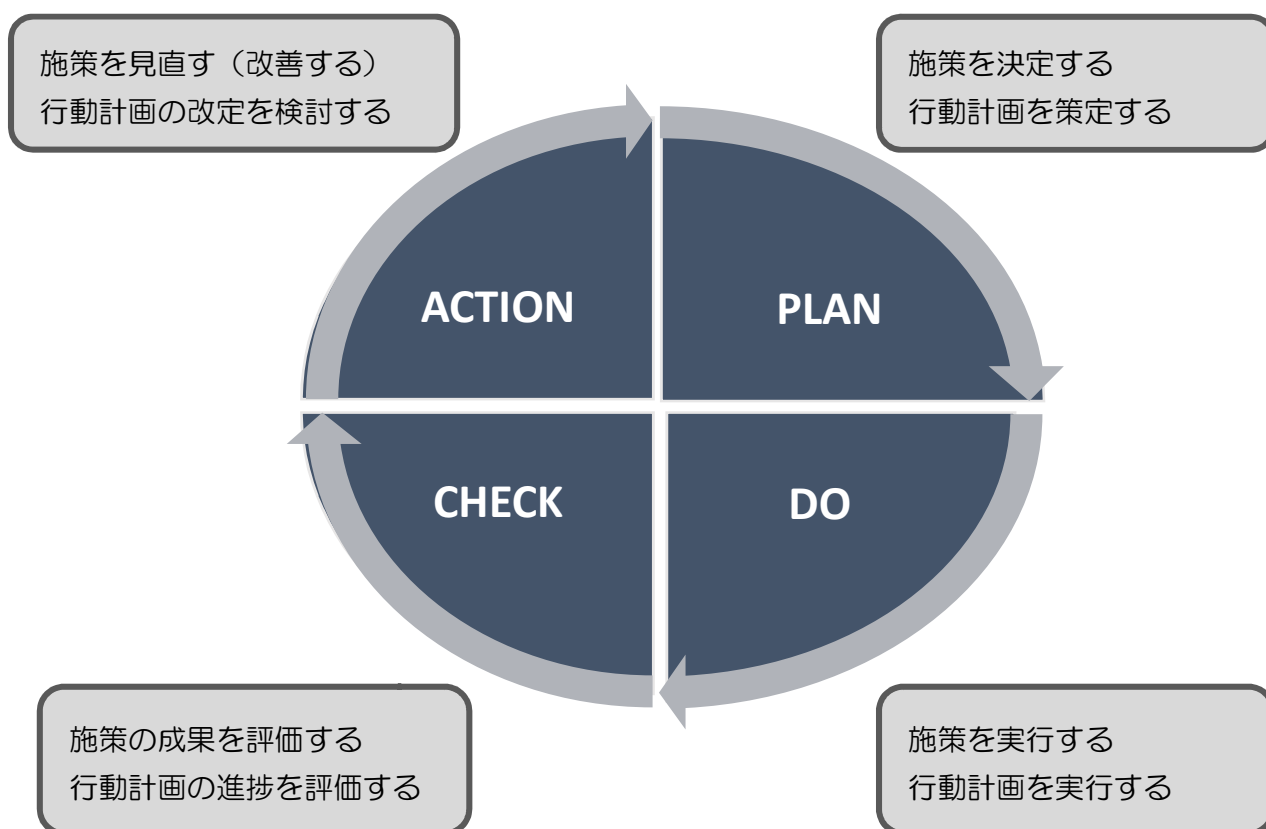 施策を見直す（改善する）
行動計画の改定を検討する
施策を決定する
行動計画を策定する
ACTION
PLAN
CHECK
DO
施策の成果を評価する
行動計画の進捗を評価する
施策を実行する
行動計画を実行する